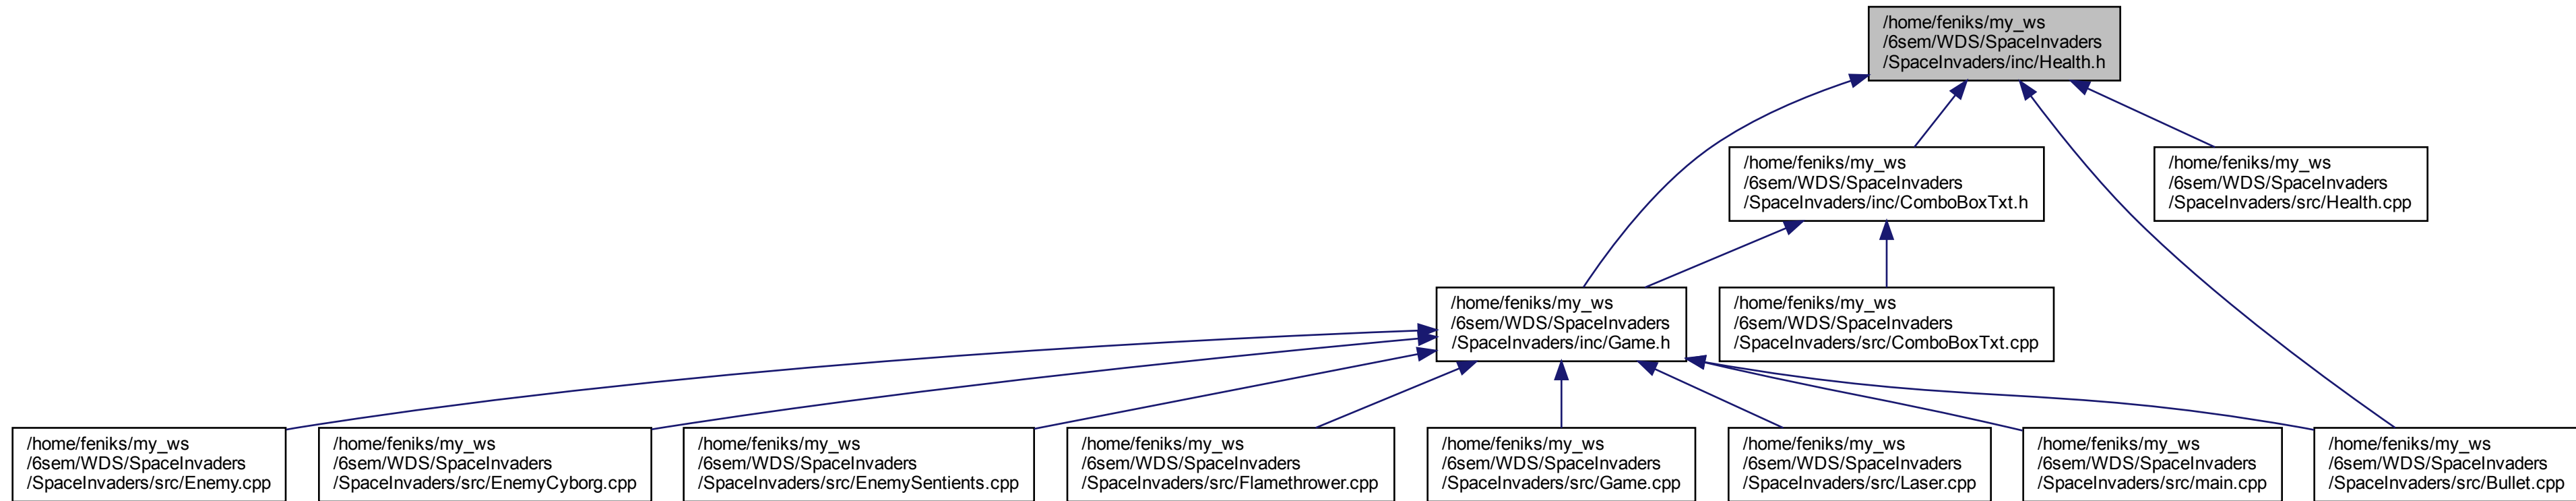 /home/feniks/my_ws
/6sem/WDS/SpaceInvaders
/SpaceInvaders/inc/Health.h
/home/feniks/my_ws
/6sem/WDS/SpaceInvaders
/SpaceInvaders/inc/ComboBoxTxt.h
/home/feniks/my_ws
/6sem/WDS/SpaceInvaders
/SpaceInvaders/src/Health.cpp
/home/feniks/my_ws
/6sem/WDS/SpaceInvaders
/SpaceInvaders/inc/Game.h
/home/feniks/my_ws
/6sem/WDS/SpaceInvaders
/SpaceInvaders/src/ComboBoxTxt.cpp
/home/feniks/my_ws
/6sem/WDS/SpaceInvaders
/SpaceInvaders/src/Enemy.cpp
/home/feniks/my_ws
/6sem/WDS/SpaceInvaders
/SpaceInvaders/src/EnemyCyborg.cpp
/home/feniks/my_ws
/6sem/WDS/SpaceInvaders
/SpaceInvaders/src/EnemySentients.cpp
/home/feniks/my_ws
/6sem/WDS/SpaceInvaders
/SpaceInvaders/src/Flamethrower.cpp
/home/feniks/my_ws
/6sem/WDS/SpaceInvaders
/SpaceInvaders/src/Game.cpp
/home/feniks/my_ws
/6sem/WDS/SpaceInvaders
/SpaceInvaders/src/Laser.cpp
/home/feniks/my_ws
/6sem/WDS/SpaceInvaders
/SpaceInvaders/src/main.cpp
/home/feniks/my_ws
/6sem/WDS/SpaceInvaders
/SpaceInvaders/src/Bullet.cpp